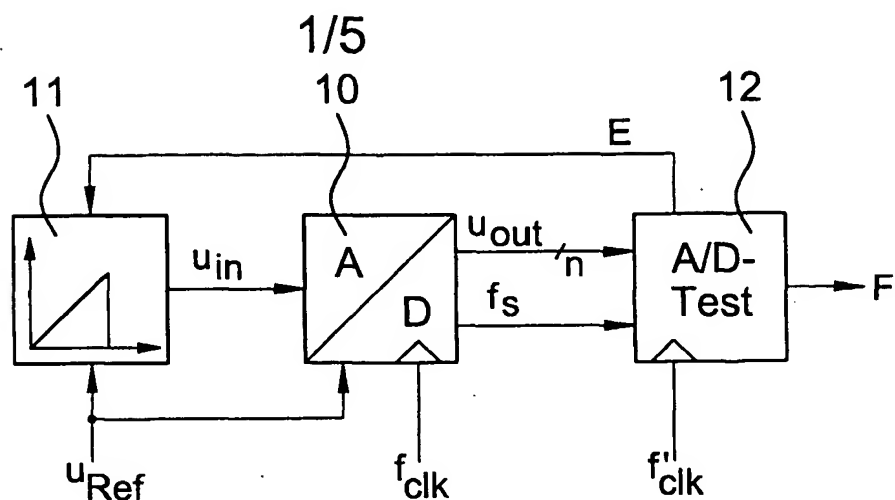 1/5
11
10
12
E
u_in
A
D
u_out
n
f_s
A/D-
Test
F
u_Ref
f_clk
f'_clk